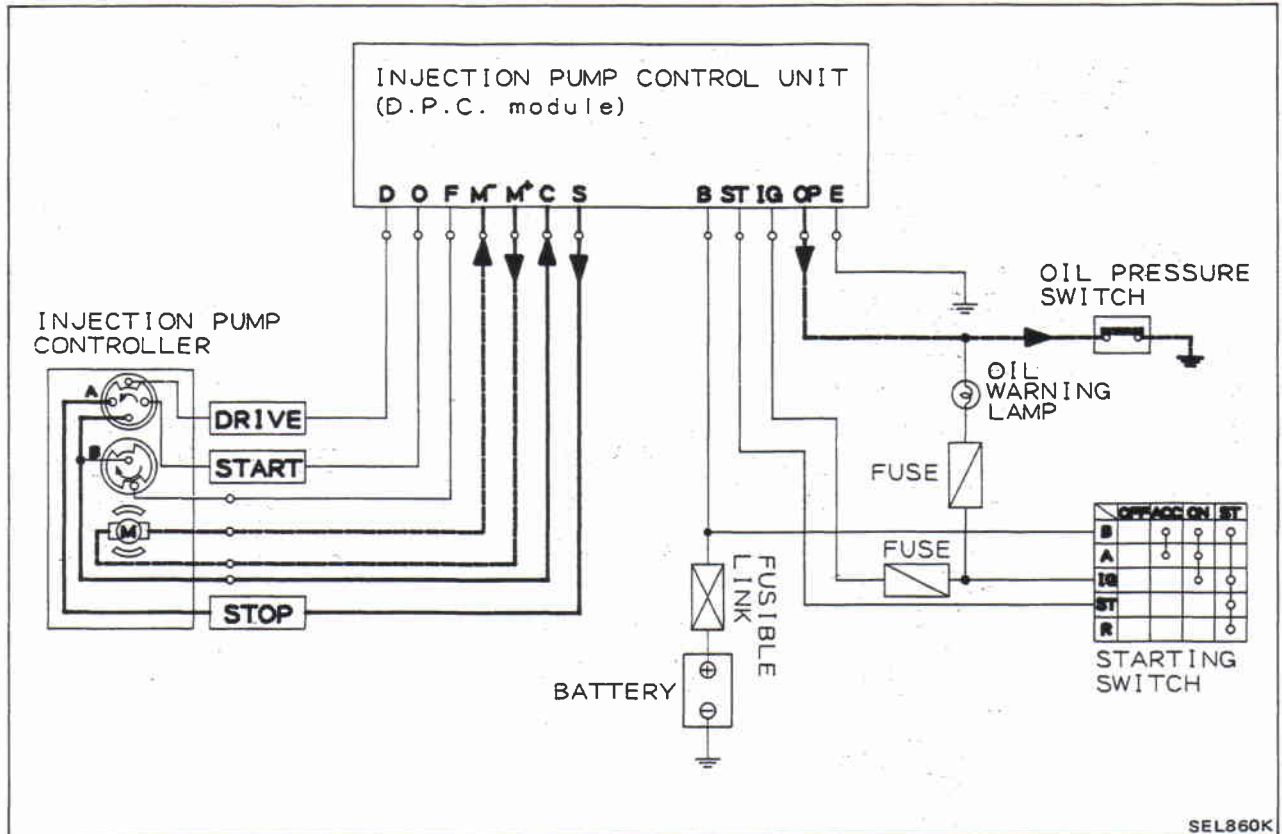 INJECTION PUMP CONTROL UNIT
(D.P.C. module)
D O F M⁻ M⁺ C S B ST IG OP E
OIL PRESSURE
SWITCH
INJECTION PUMP
CONTROLLER
A
DRIVE
B
START
M
STOP
OIL
WARNING
LAMP
FUSE
FUSE
FUSIBLE
LINK
BATTERY
OFF ACC ON ST
B
A
IG
ST
R
STARTING
SWITCH
SEL860K